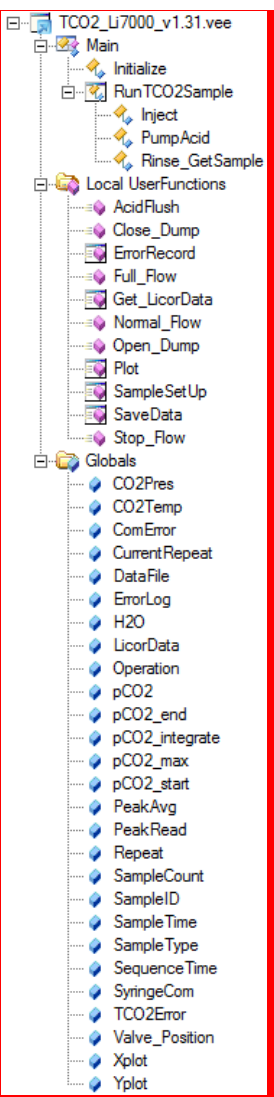 TCO2_Li7000_v1.31.vee
Main
Initialize
RunTCO2Sample
Inject
PumpAcid
Rinse_GetSample
Local UserFunctions
AcidFlush
Close_Dump
ErrorRecord
Full_Flow
Get_LicorData
Normal_Flow
Open_Dump
Plot
SampleSetUp
SaveData
Stop_Flow
Globals
CO2Pres
CO2Temp
ComError
CurrentRepeat
DataFile
ErrorLog
H2O
LicorData
Operation
pCO2
pCO2_end
pCO2_integrate
pCO2_max
pCO2_start
PeakAvg
PeakRead
Repeat
SampleCount
SampleID
SampleTime
SampleType
SequenceTime
SyringeCom
TCO2Error
Valve_Position
Xplot
Yplot